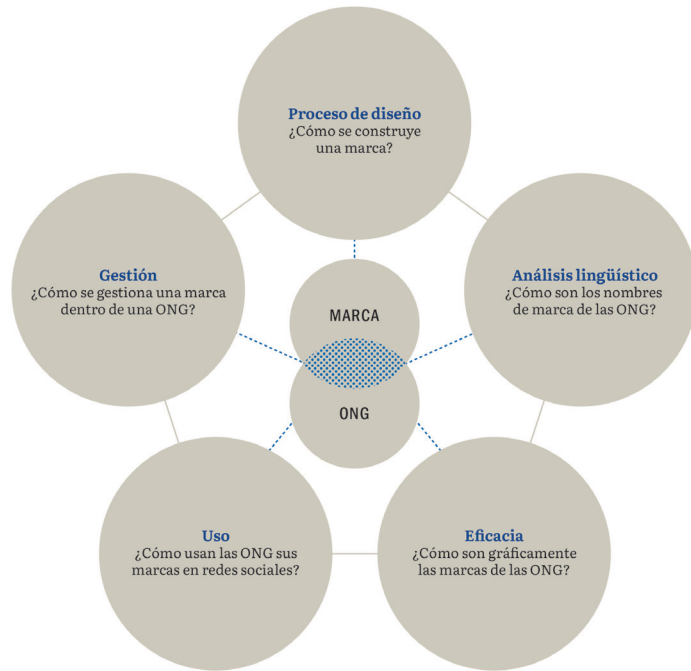 Proceso de diseño
¿Cómo se construye
una marca?
Gestión
¿Cómo se gestiona una marca
dentro de una ONG?
Análisis lingüístico
¿Cómo son los nombres
de marca de las ONG?
MARCA
ONG
Uso
¿Cómo usan las ONG sus
marcas en redes sociales?
Eficacia
¿Cómo son gráficamente
las marcas de las ONG?